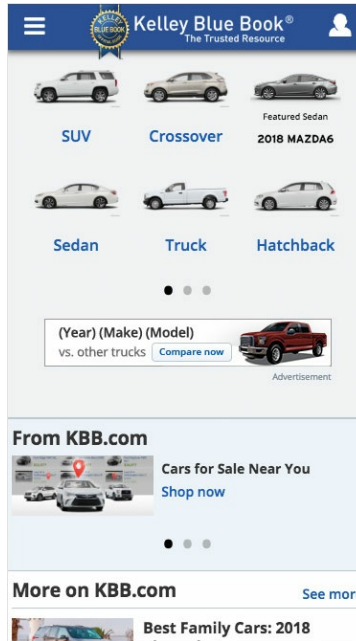 KELLEY
BLUE BOOK
Kelley Blue Book®
The Trusted Resource
SUV
Crossover
Featured Sedan
2018 MAZDA6
Sedan
Truck
Hatchback
(Year) (Make) (Model)
vs. other trucks
Compare now
Advertisement
From KBB.com
Cars for Sale Near You
Shop now
More on KBB.com
See mor
Best Family Cars: 2018